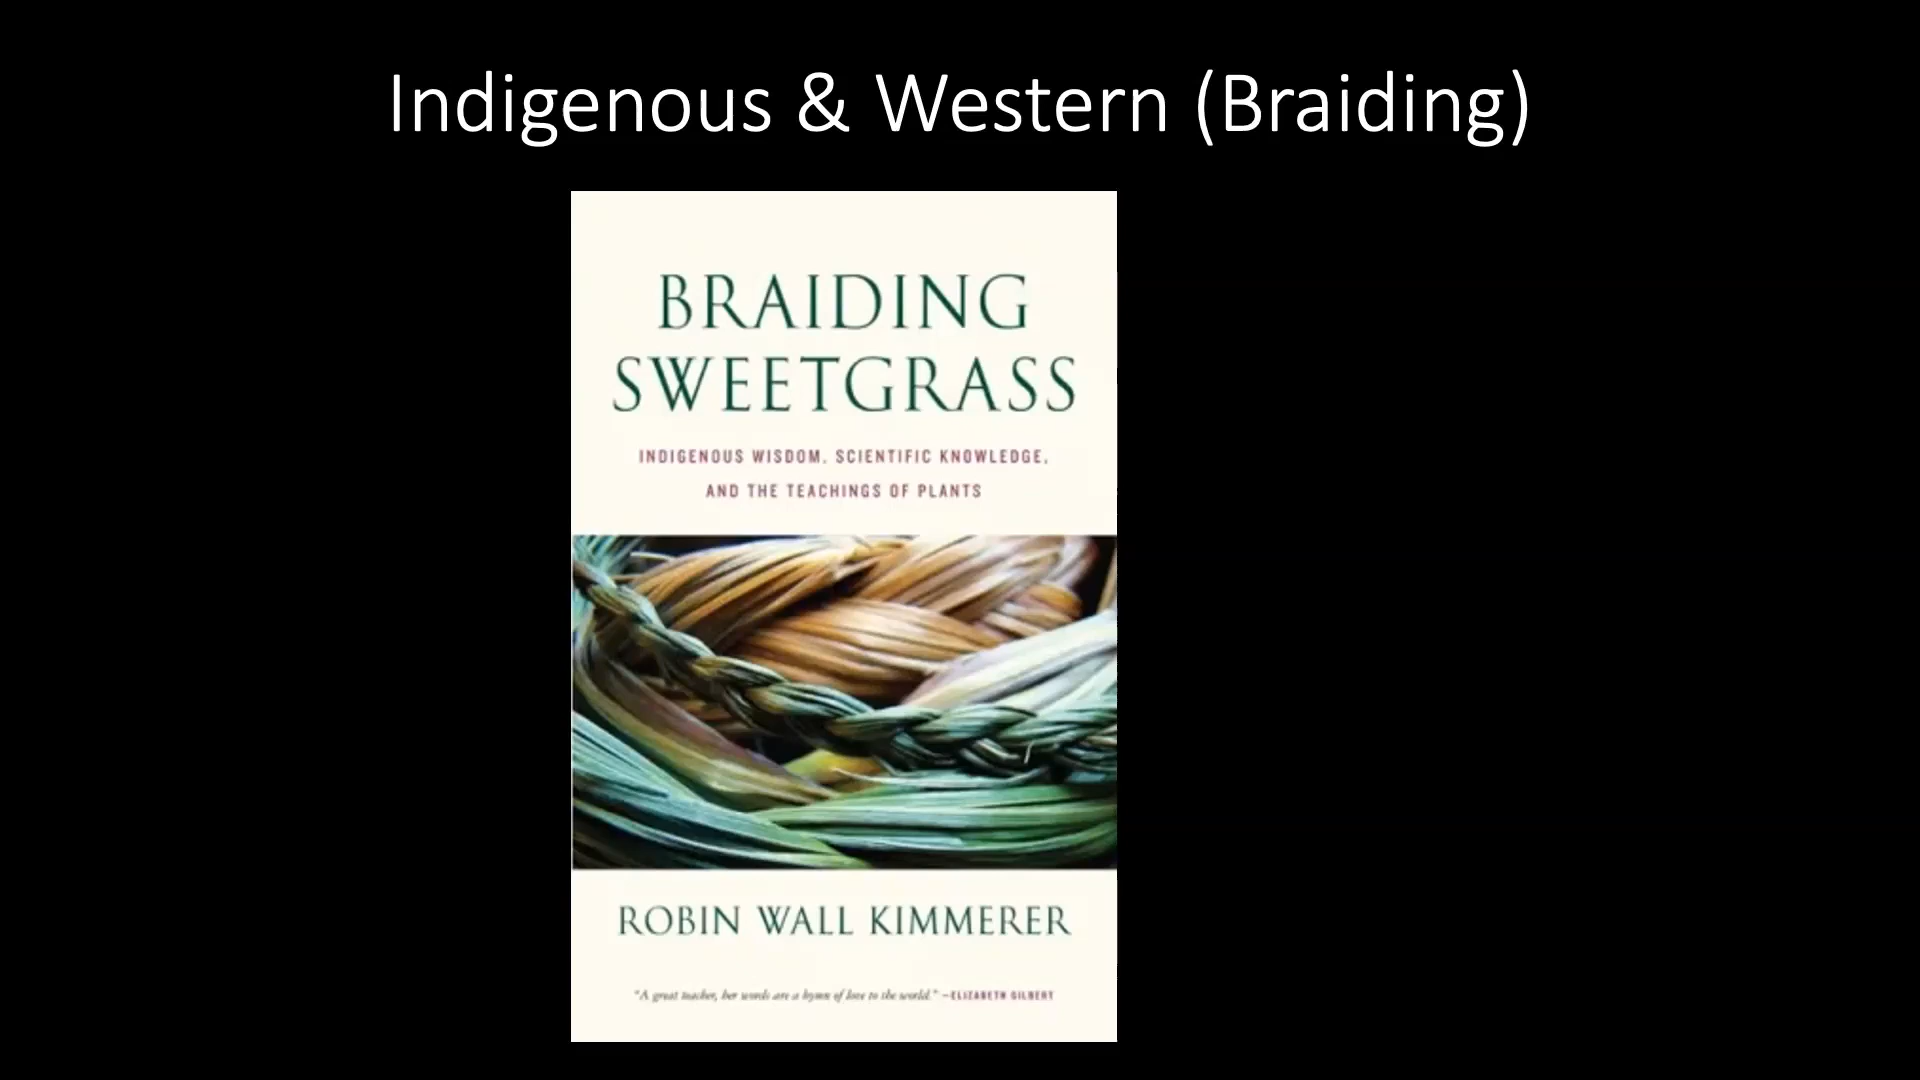 Indigenous & Western (Braiding)
BRAIDING
SWEETGRASS
INDIGENOUS WISDOM, SCIENTIFIC KNOWLEDGE,
AND THE TEACHINGS OF PLANTS
ROBIN WALL KIMMERER
"A great teacher, her words are a hymn of love to the world." —ELIZABETH GILBERT